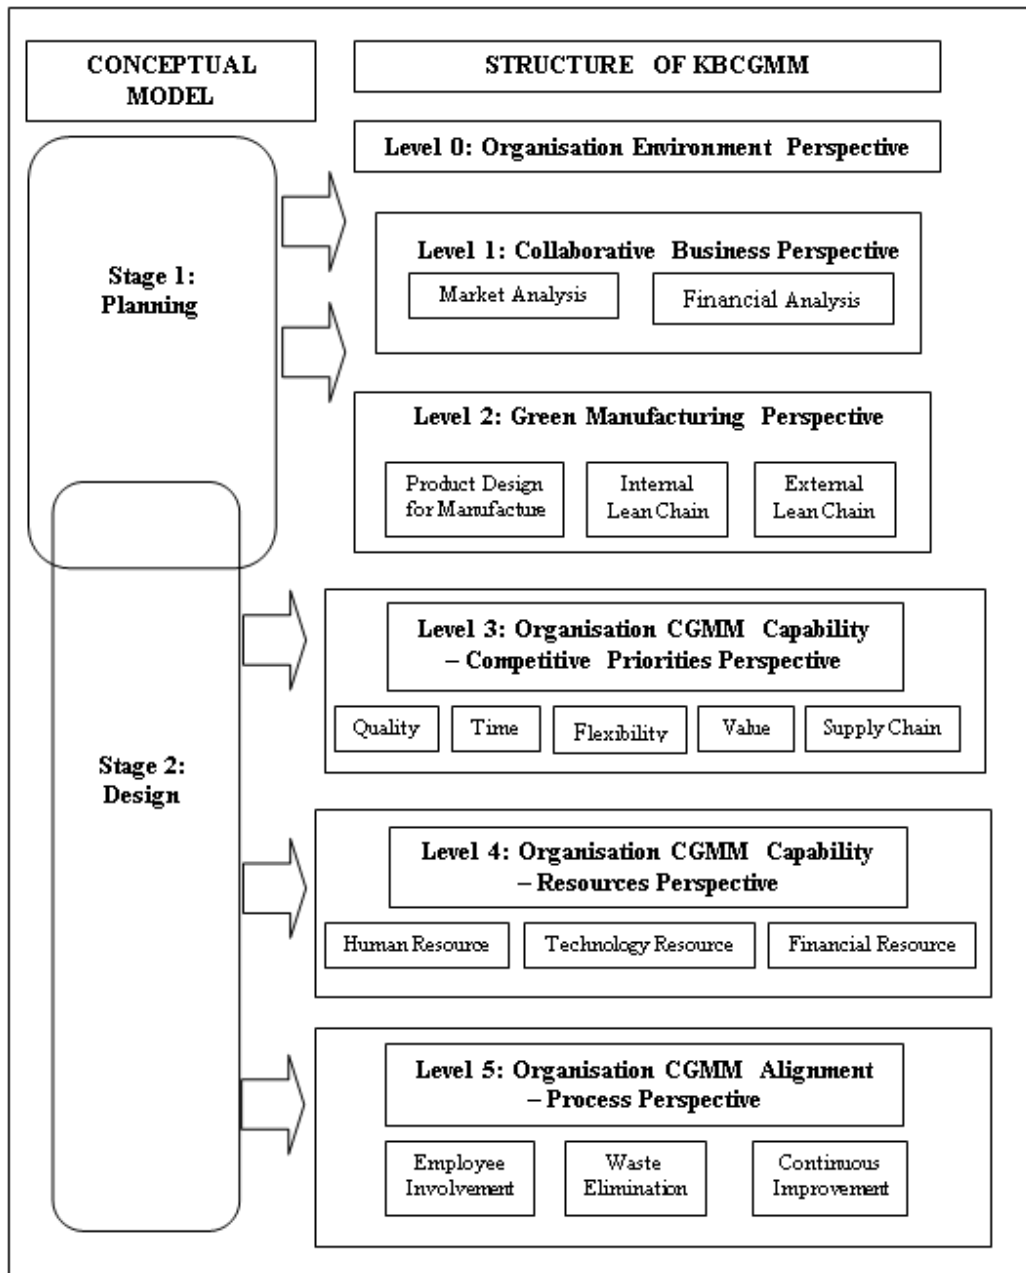 CONCEPTUAL
MODEL
STRUCTURE OF KBCGMM
Level 0: Organisation Environment Perspective
Stage 1:
Planning
Level 1: Collaborative Business Perspective
Market Analysis
Financial Analysis
Level 2: Green Manufacturing Perspective
Product Design
for Manufacture
Internal
Lean Chain
External
Lean Chain
Stage 2:
Design
Level 3: Organisation CGMM Capability
– Competitive Priorities Perspective
Quality
Time
Flexibility
Value
Supply Chain
Level 4: Organisation CGMM Capability
– Resources Perspective
Human Resource
Technology Resource
Financial Resource
Level 5: Organisation CGMM Alignment
– Process Perspective
Employee
Involvement
Waste
Elimination
Continuous
Improvement